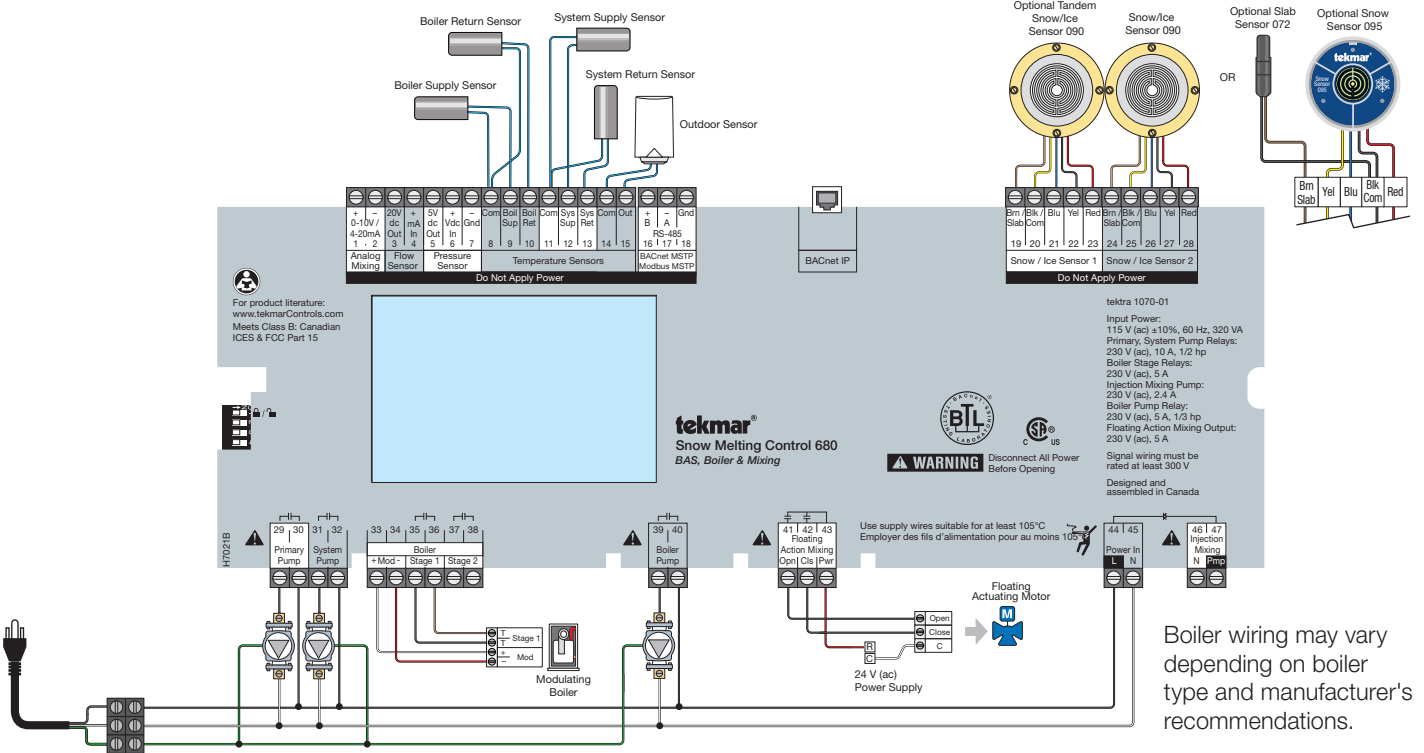 Boiler Return Sensor
System Supply Sensor
Boiler Supply Sensor
System Return Sensor
Outdoor Sensor
Optional Tandem
Snow/Ice
Sensor 090
Snow/Ice
Sensor 090
OR
Optional Slab
Sensor 072
Optional Snow
Sensor 095
tekmar®
Snow
Sensor
095
Brn Slab
Yel
Blu
Blk Com
Red
+ − 20V dc Out + mA In 5V dc Out + Vdc In − Gnd Com Boil Sup Boil Ret Com Sys Sup Sys Ret Com Out + B − A Gnd
0-10V / 4-20mA
RS-485
1 . 2 3 4 5 6 7 8 9 10 11 12 13 14 15 16 17 18
Analog Mixing
Flow Sensor
Pressure Sensor
Temperature Sensors
BACnet MSTP
Modbus MSTP
Do Not Apply Power
BACnet IP
Brn / Slab Blk / Com Blu Yel Red Brn / Slab Blk / Com Blu Yel Red
19 20 21 22 23 24 25 26 27 28
Snow / Ice Sensor 1 Snow / Ice Sensor 2
Do Not Apply Power
For product literature:
www.tekmarControls.com
Meets Class B: Canadian
ICES & FCC Part 15
tekmar®
Snow Melting Control 680
BAS, Boiler & Mixing
BACnet
BTL
TESTING LABORATORIES
®
CSA ®
C US
WARNING
Disconnect All Power
Before Opening
tektra 1070-01
Input Power:
115 V (ac) ±10%, 60 Hz, 320 VA
Primary, System Pump Relays:
230 V (ac), 10 A, 1/2 hp
Boiler Stage Relays:
230 V (ac), 5 A
Injection Mixing Pump:
230 V (ac), 2.4 A
Boiler Pump Relay:
230 V (ac), 5 A, 1/3 hp
Floating Action Mixing Output:
230 V (ac), 5 A
Signal wiring must be
rated at least 300 V
Designed and
assembled in Canada
H7021B
29 30 31 32
Primary Pump
System Pump
33 34 35 36 37 38
Boiler
+ Mod - Stage 1 Stage 2
39 40
Boiler
Pump
41 42 43
Floating
Action Mixing
Opn Cls Pwr
Use supply wires suitable for at least 105°C
Employer des fils d'alimentation pour au moins 105°
44 45
Power In
L N
46 47
Injection
Mixing
N Pmp
T
T
Stage 1
+
−
Mod
Modulating
Boiler
Open
Close
C
R
C
24 V (ac)
Power Supply
Floating
Actuating Motor
M
Boiler wiring may vary
depending on boiler
type and manufacturer's
recommendations.